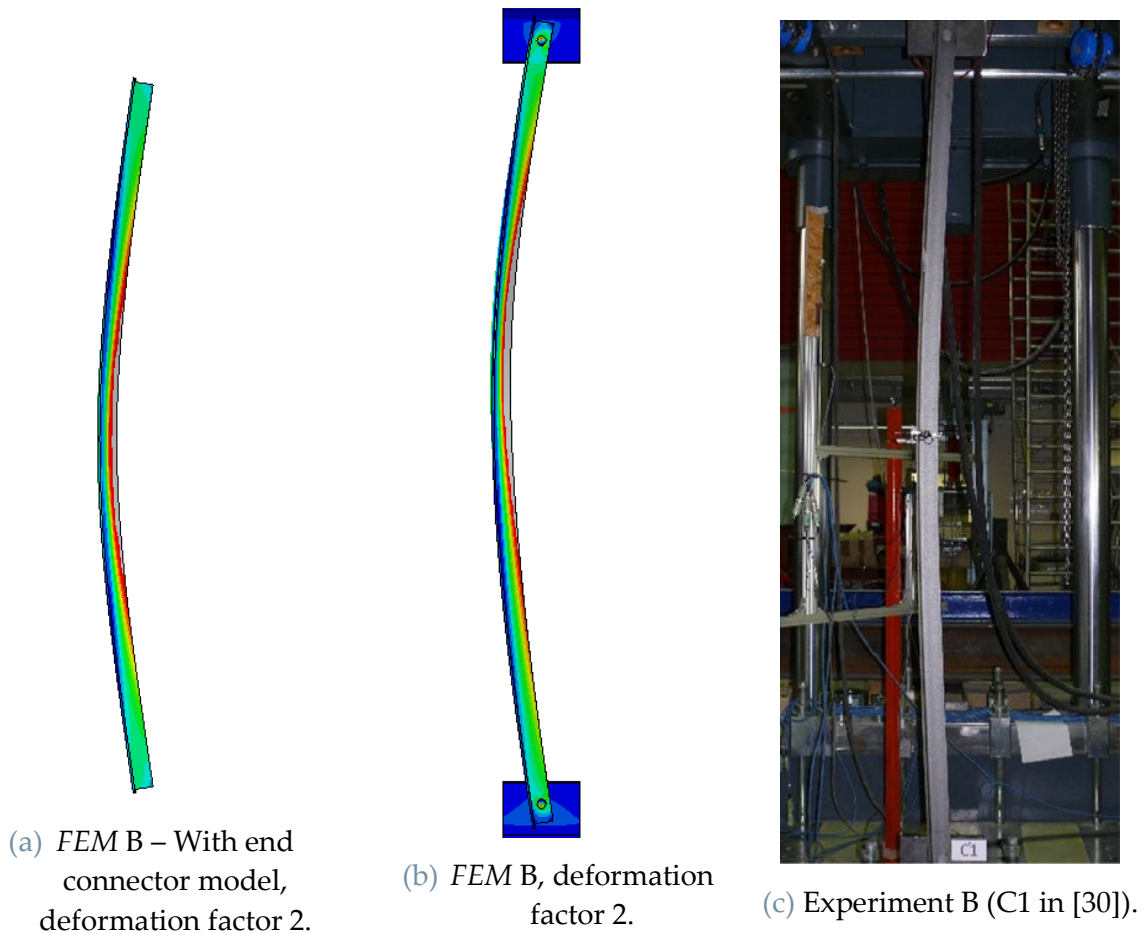 C1
(a) FEM B – With end
connector model,
deformation factor 2.
(b) FEM B, deformation
factor 2.
(c) Experiment B (C1 in [30]).